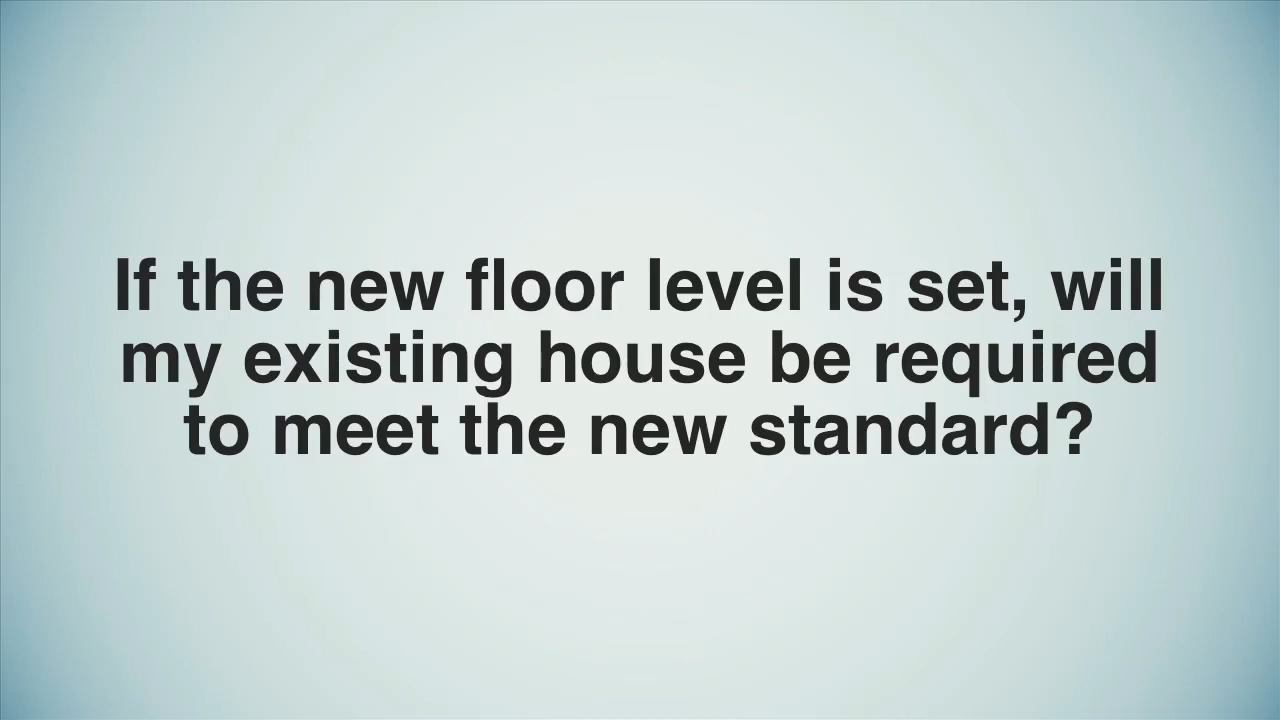 If the new floor level is set, will
my existing house be required
to meet the new standard?